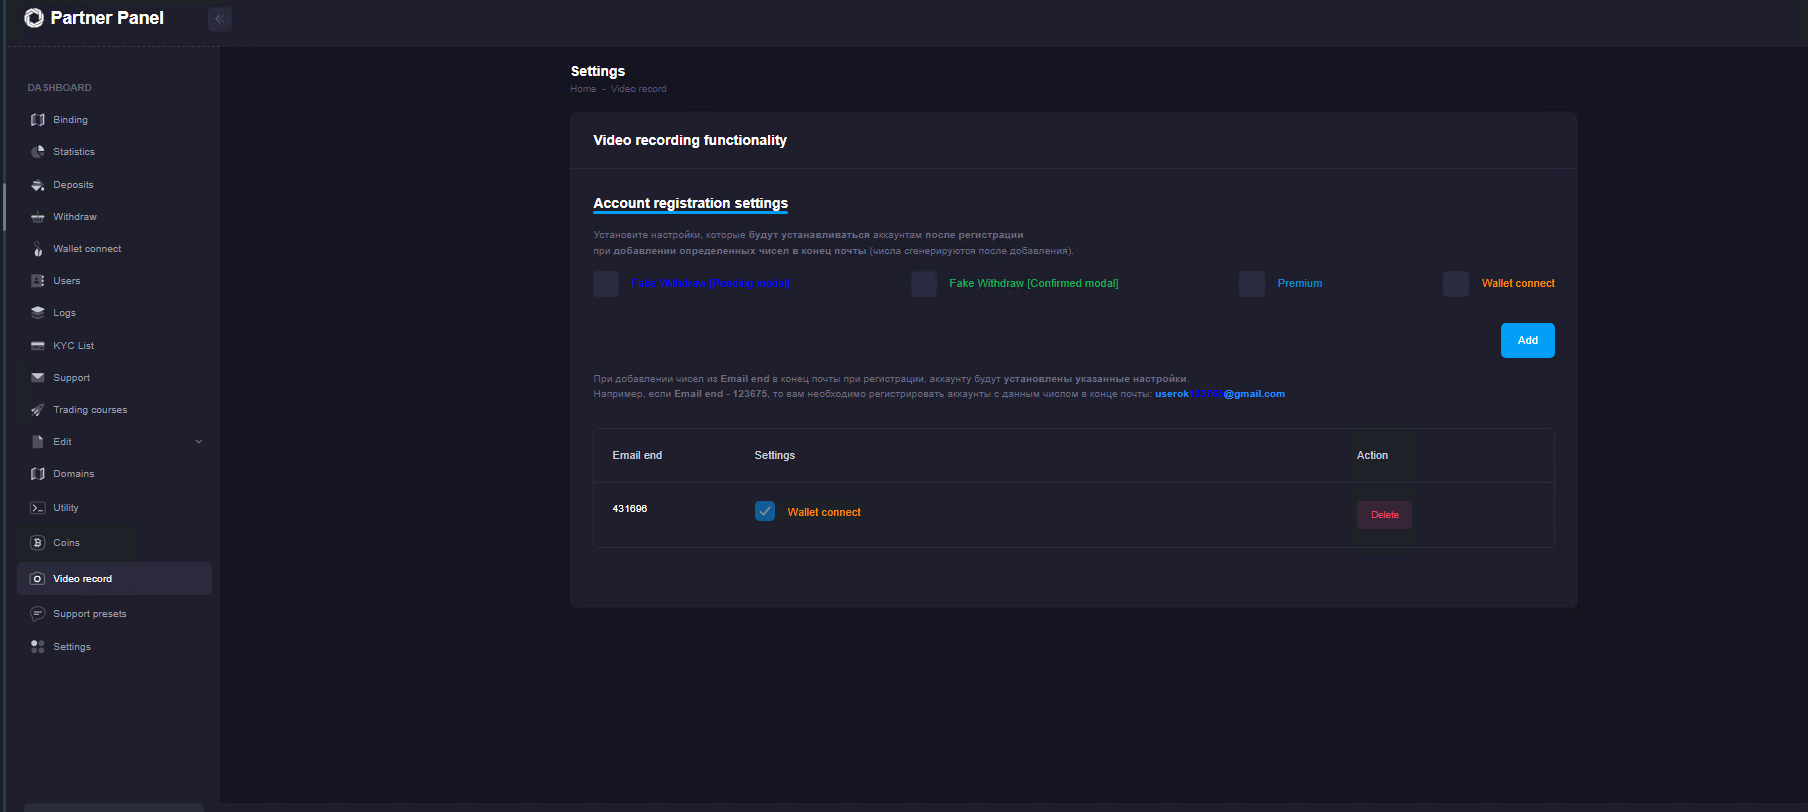 Partner Panel
DASHBOARD
Binding
Statistics
Deposits
Withdraw
Wallet connect
Users
Logs
KYC List
Support
Trading courses
Edit
Domains
Utility
Coins
Video record
Support presets
Settings
Settings
Home - Video record
Video recording functionality
Account registration settings
Установите настройки, которые будут устанавливаться аккаунтам после регистрации
при добавлении определенных чисел в конец почты (числа сгенерируются после добавления).
Fake Withdraw [Pending modal]
Fake Withdraw [Confirmed modal]
Premium
Wallet connect
Add
При добавлении чисел из Email end в конец почты при регистрации, аккаунту будут установлены указанные настройки.
Например, если Email end - 123675, то вам необходимо регистрировать аккаунты с данным числом в конце почты: userok@gmail.com
Email end Settings Action
431696 Wallet connect Delete